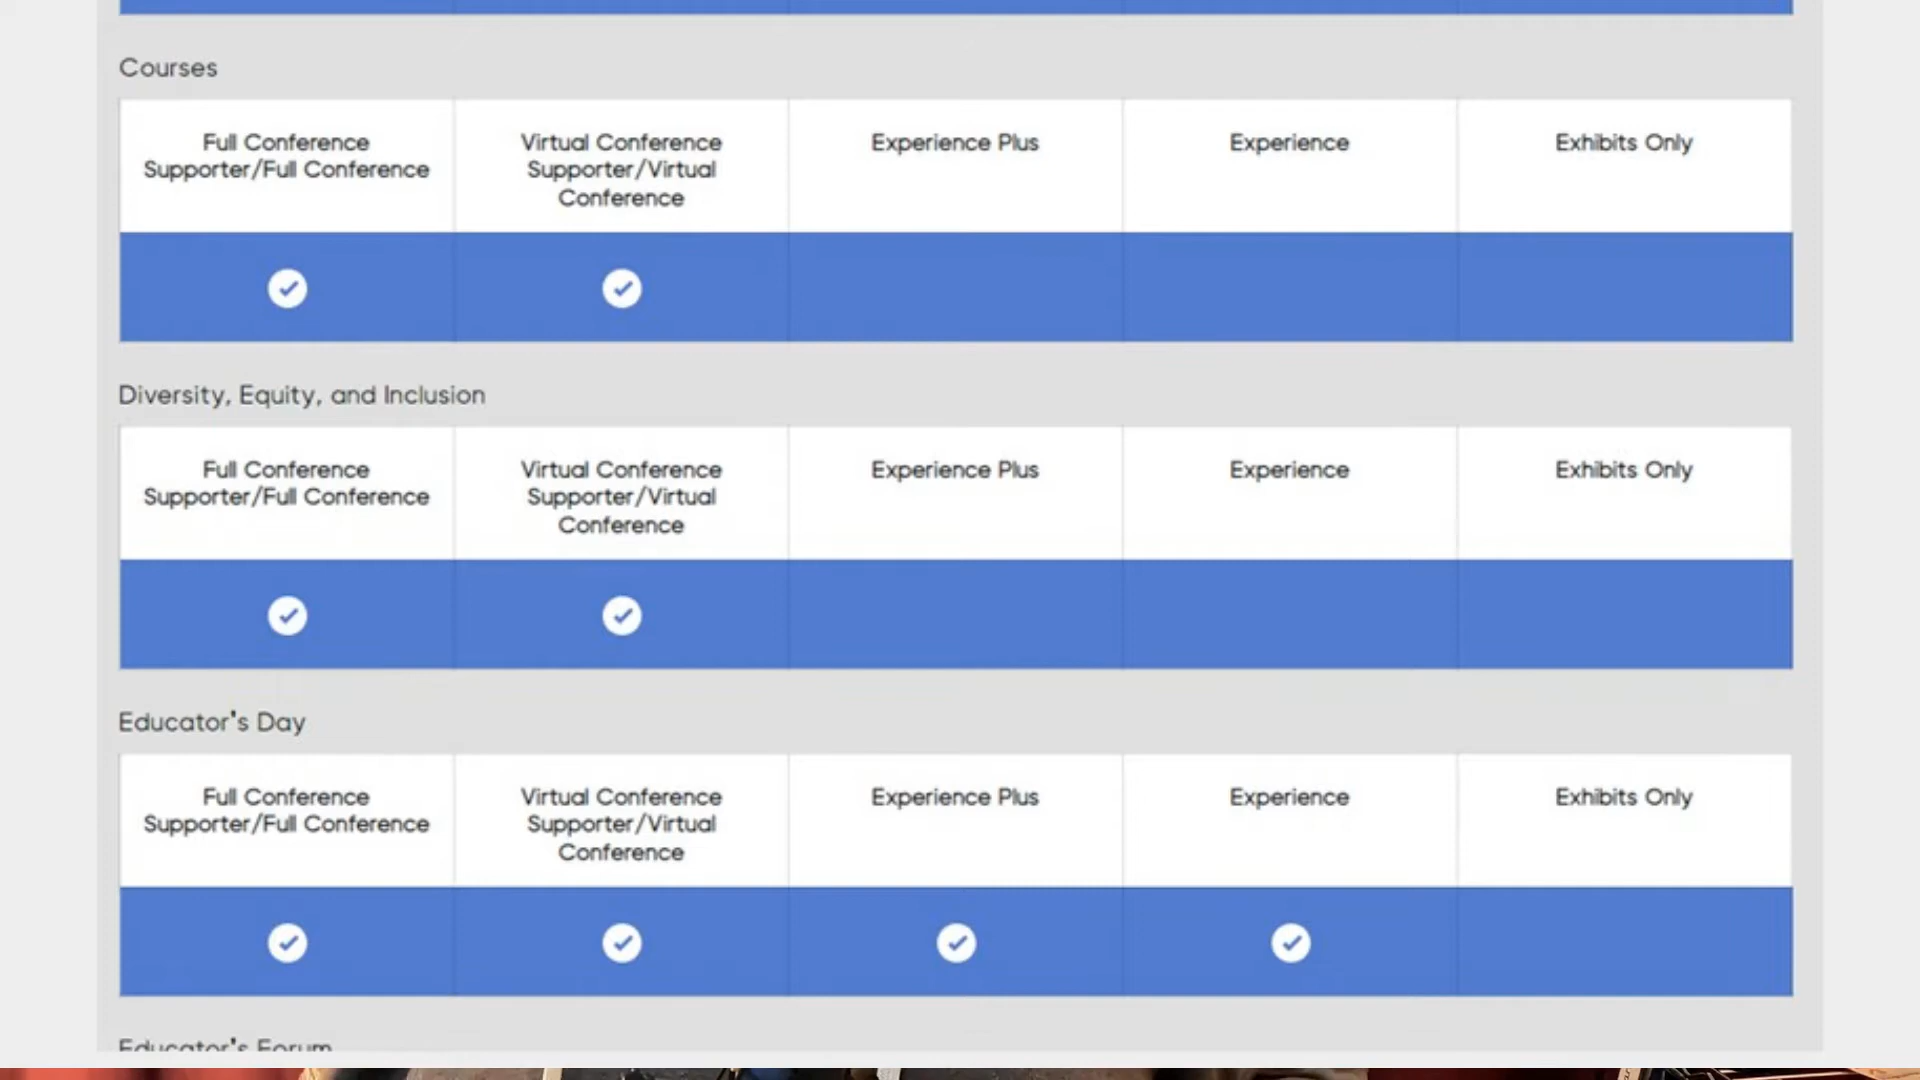 Courses
Full Conference
Supporter/Full Conference
Virtual Conference
Supporter/Virtual
Conference
Experience Plus
Experience
Exhibits Only
Diversity, Equity, and Inclusion
Full Conference
Supporter/Full Conference
Virtual Conference
Supporter/Virtual
Conference
Experience Plus
Experience
Exhibits Only
Educator's Day
Full Conference
Supporter/Full Conference
Virtual Conference
Supporter/Virtual
Conference
Experience Plus
Experience
Exhibits Only
Educator's Forum